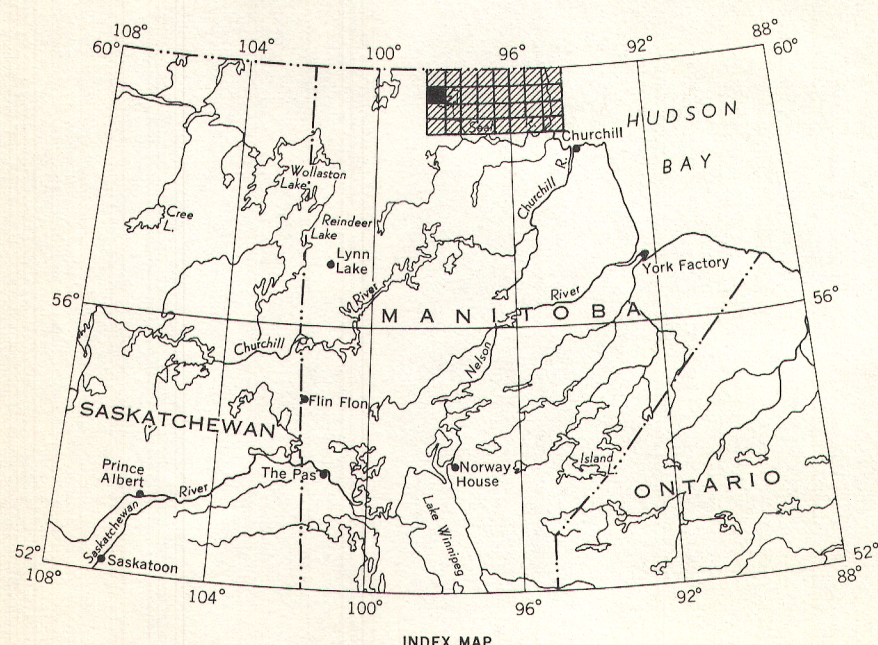 108°
104°
100°
96°
92°
88°
60°
60°
HUDSON
BAY
Seal
Churchill
Churchill R.
Wollaston
Lake
Cree
L.
Reindeer
Lake
Lynn
Lake
River
York Factory
River
56°
56°
MANITOBA
Churchill
Nelson
Flin Flon
SASKATCHEWAN
Prince
Albert
River
The Pas
Norway
House
Island
L.
ONTARIO
Saskatchewan
Lake Winnipeg
Saskatoon
52°
52°
108°
104°
100°
96°
92°
88°
INDEX MAP